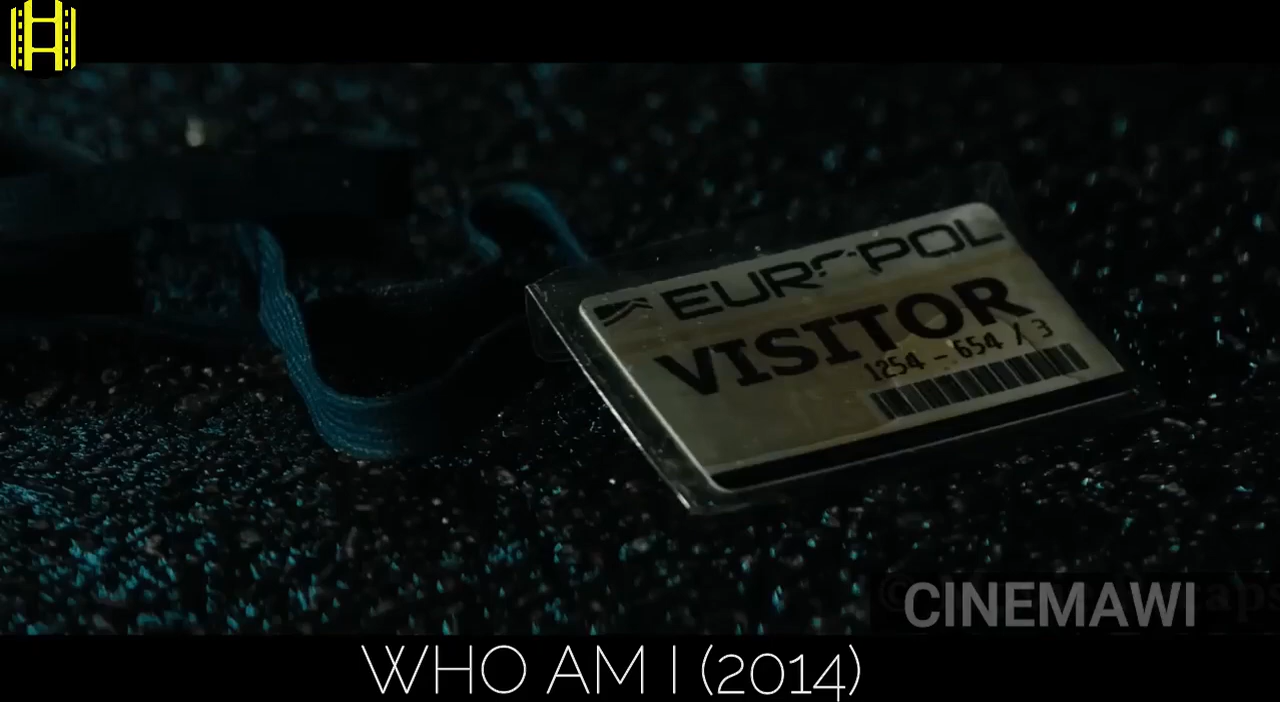 EUROPOL
VISITOR
1254 - 654 / 3
CINEMAWI
WHO AM I (2014)